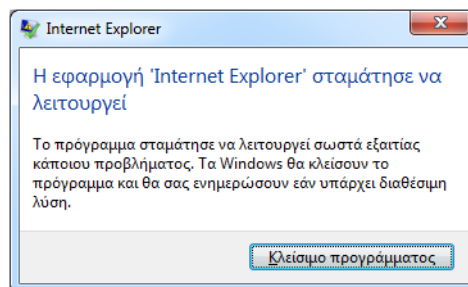 Internet Explorer
Η εφαρμογή 'Internet Explorer' σταμάτησε να
λειτουργεί
Το πρόγραμμα σταμάτησε να λειτουργεί σωστά εξαιτίας
κάποιου προβλήματος. Τα Windows θα κλείσουν το
πρόγραμμα και θα σας ενημερώσουν εάν υπάρχει διαθέσιμη
λύση.
Κλείσιμο προγράμματος